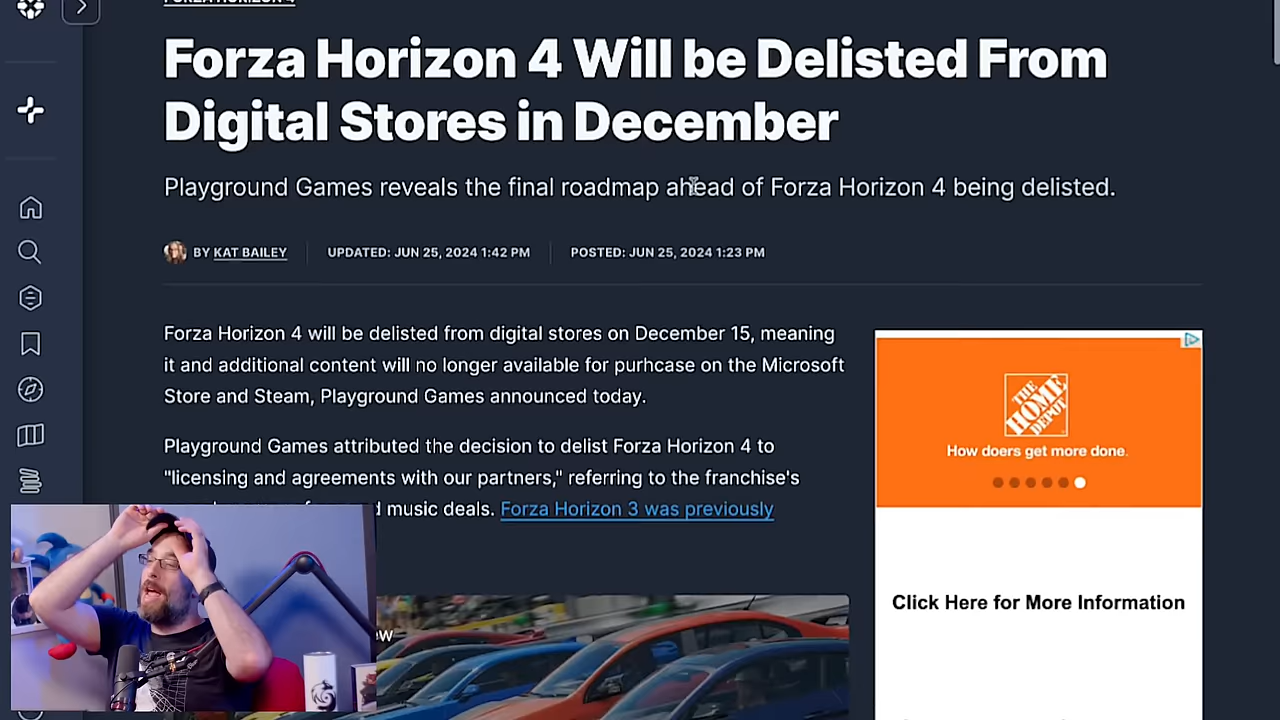 FORZA HORIZON 4
Forza Horizon 4 Will be Delisted From
Digital Stores in December
Playground Games reveals the final roadmap ahead of Forza Horizon 4 being delisted.
BY KAT BAILEY
UPDATED: JUN 25, 2024 1:42 PM
POSTED: JUN 25, 2024 1:23 PM
Forza Horizon 4 will be delisted from digital stores on December 15, meaning
it and additional content will no longer available for purhcase on the Microsoft
Store and Steam, Playground Games announced today.
Playground Games attributed the decision to delist Forza Horizon 4 to
"licensing and agreements with our partners," referring to the franchise's
music deals. Forza Horizon 3 was previously
THE
HOME
DEPOT
How doers get more done.
Click Here for More Information